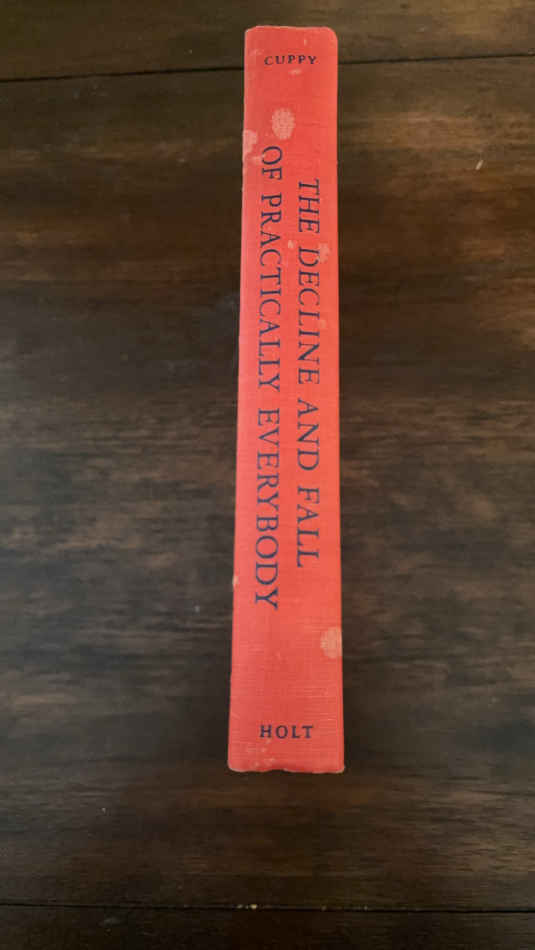 CUPPY
THE DECLINE AND FALL
OF PRACTICALLY EVERYBODY
HOLT